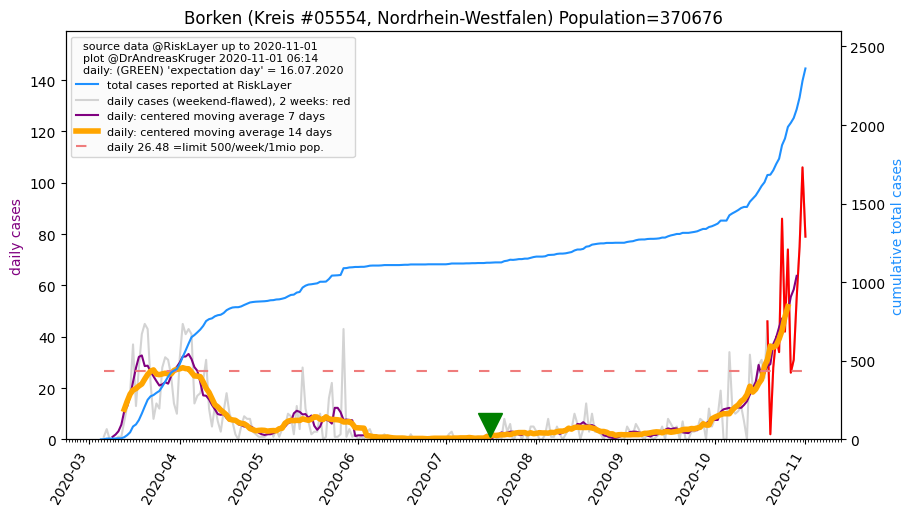 Borken (Kreis #05554, Nordrhein-Westfalen) Population=370676
source data @RiskLayer up to 2020-11-01
plot @DrAndreasKruger 2020-11-01 06:14
daily: (GREEN) 'expectation day' = 16.07.2020
total cases reported at RiskLayer
daily cases (weekend-flawed), 2 weeks: red
daily: centered moving average 7 days
daily: centered moving average 14 days
daily 26.48 =limit 500/week/1mio pop.
daily cases
140
120
100
80
60
40
20
0
cumulative total cases
2500
2000
1500
1000
500
0
2020-03
2020-04
2020-05
2020-06
2020-07
2020-08
2020-09
2020-10
2020-11